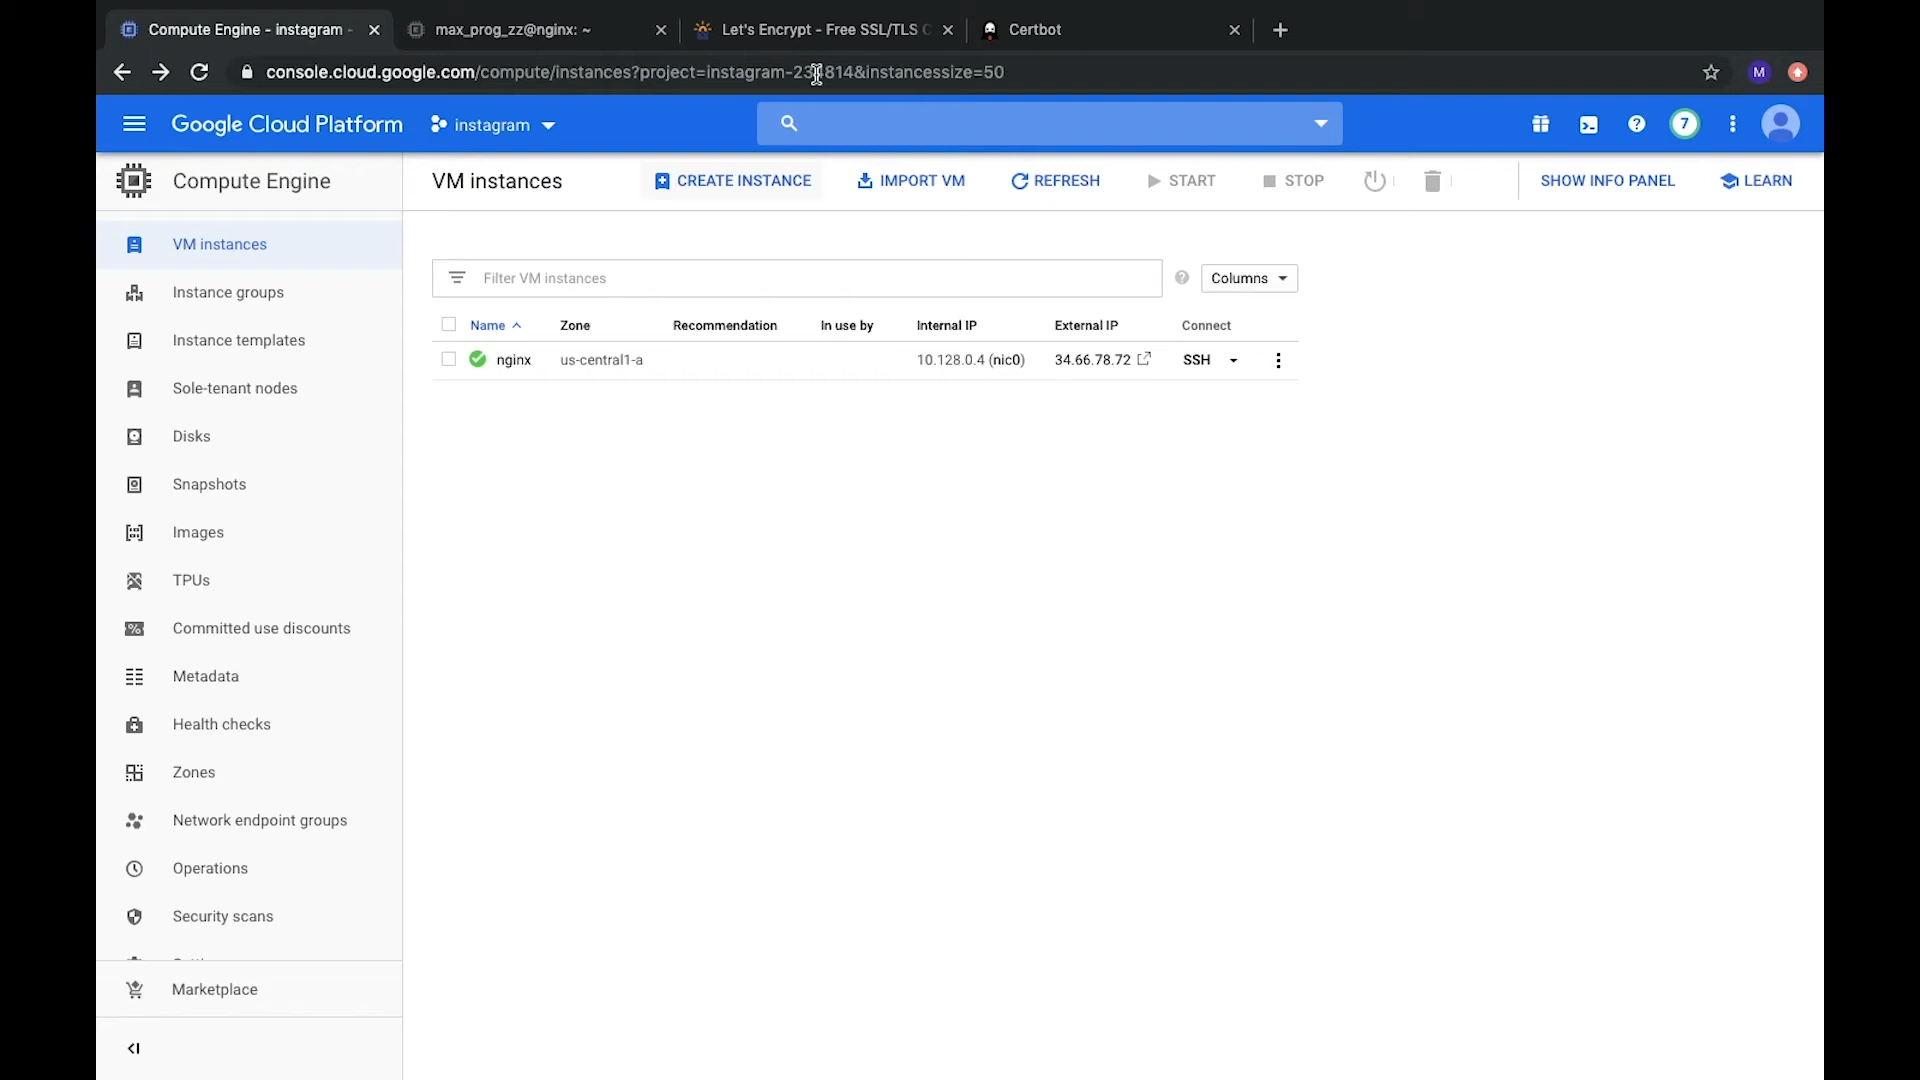 Compute Engine - instagram -
max_prog_zz@nginx: ~
Let's Encrypt - Free SSL/TLS C
Certbot
console.cloud.google.com/compute/instances?project=instagram-23 814&instancessize=50
M
Google Cloud Platform
instagram
7
Compute Engine
VM instances
CREATE INSTANCE
IMPORT VM
REFRESH
START
STOP
SHOW INFO PANEL
LEARN
VM instances
Instance groups
Instance templates
Sole-tenant nodes
Disks
Snapshots
Images
TPUs
Committed use discounts
Metadata
Health checks
Zones
Network endpoint groups
Operations
Security scans
Marketplace
Filter VM instances
Columns
Name Zone Recommendation In use by Internal IP External IP Connect
nginx us-central1-a 10.128.0.4 (nic0) 34.66.78.72 SSH